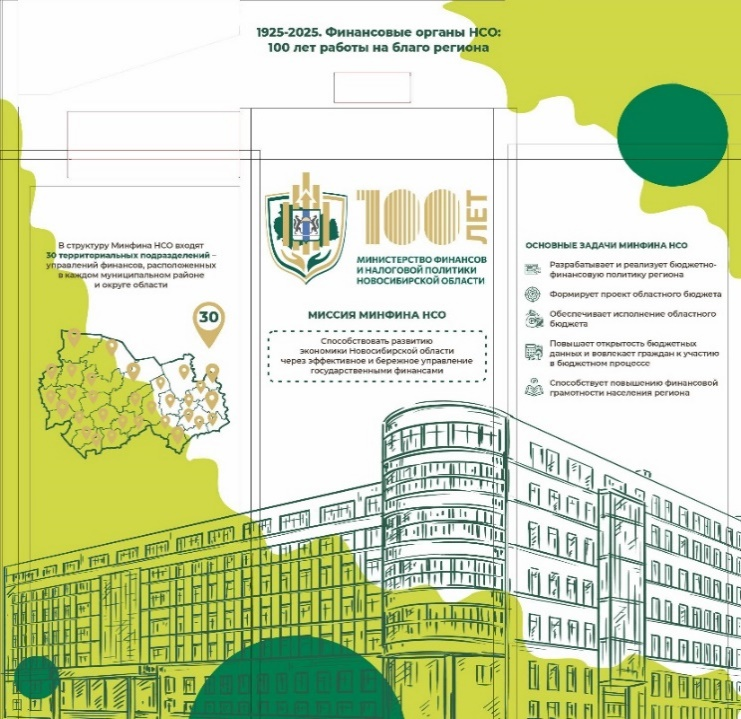 1925-2025. Финансовые органы НСО:
100 лет работы на благо региона
В структуру Минфина НСО входят
30 территориальных подразделений –
управлений финансов, расположенных
в каждом муниципальном районе
и округе области
30
100 ЛЕТ
МИНИСТЕРСТВО ФИНАНСОВ
И НАЛОГОВОЙ ПОЛИТИКИ
НОВОСИБИРСКОЙ ОБЛАСТИ
МИССИЯ МИНФИНА НСО
Способствовать развитию
экономики Новосибирской области
через эффективное и бережное управление
государственными финансами
ОСНОВНЫЕ ЗАДАЧИ МИНФИНА НСО
Разрабатывает и реализует бюджетно-
финансовую политику региона
Формирует проект областного бюджета
Обеспечивает исполнение областного
бюджета
Повышает открытость бюджетных
данных и вовлекает граждан к участию
в бюджетном процессе
Способствует повышению финансовой
грамотности населения региона